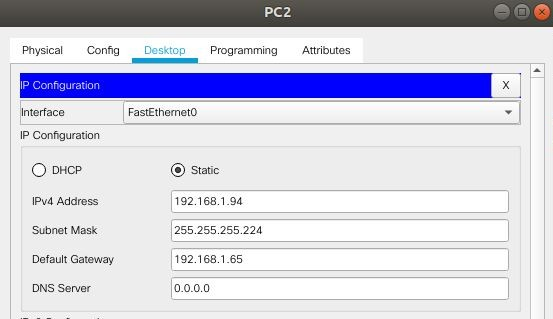 PC2
Physical Config Desktop Programming Attributes
IP Configuration X
Interface FastEthernet0
IP Configuration
DHCP Static
IPv4 Address 192.168.1.94
Subnet Mask 255.255.255.224
Default Gateway 192.168.1.65
DNS Server 0.0.0.0